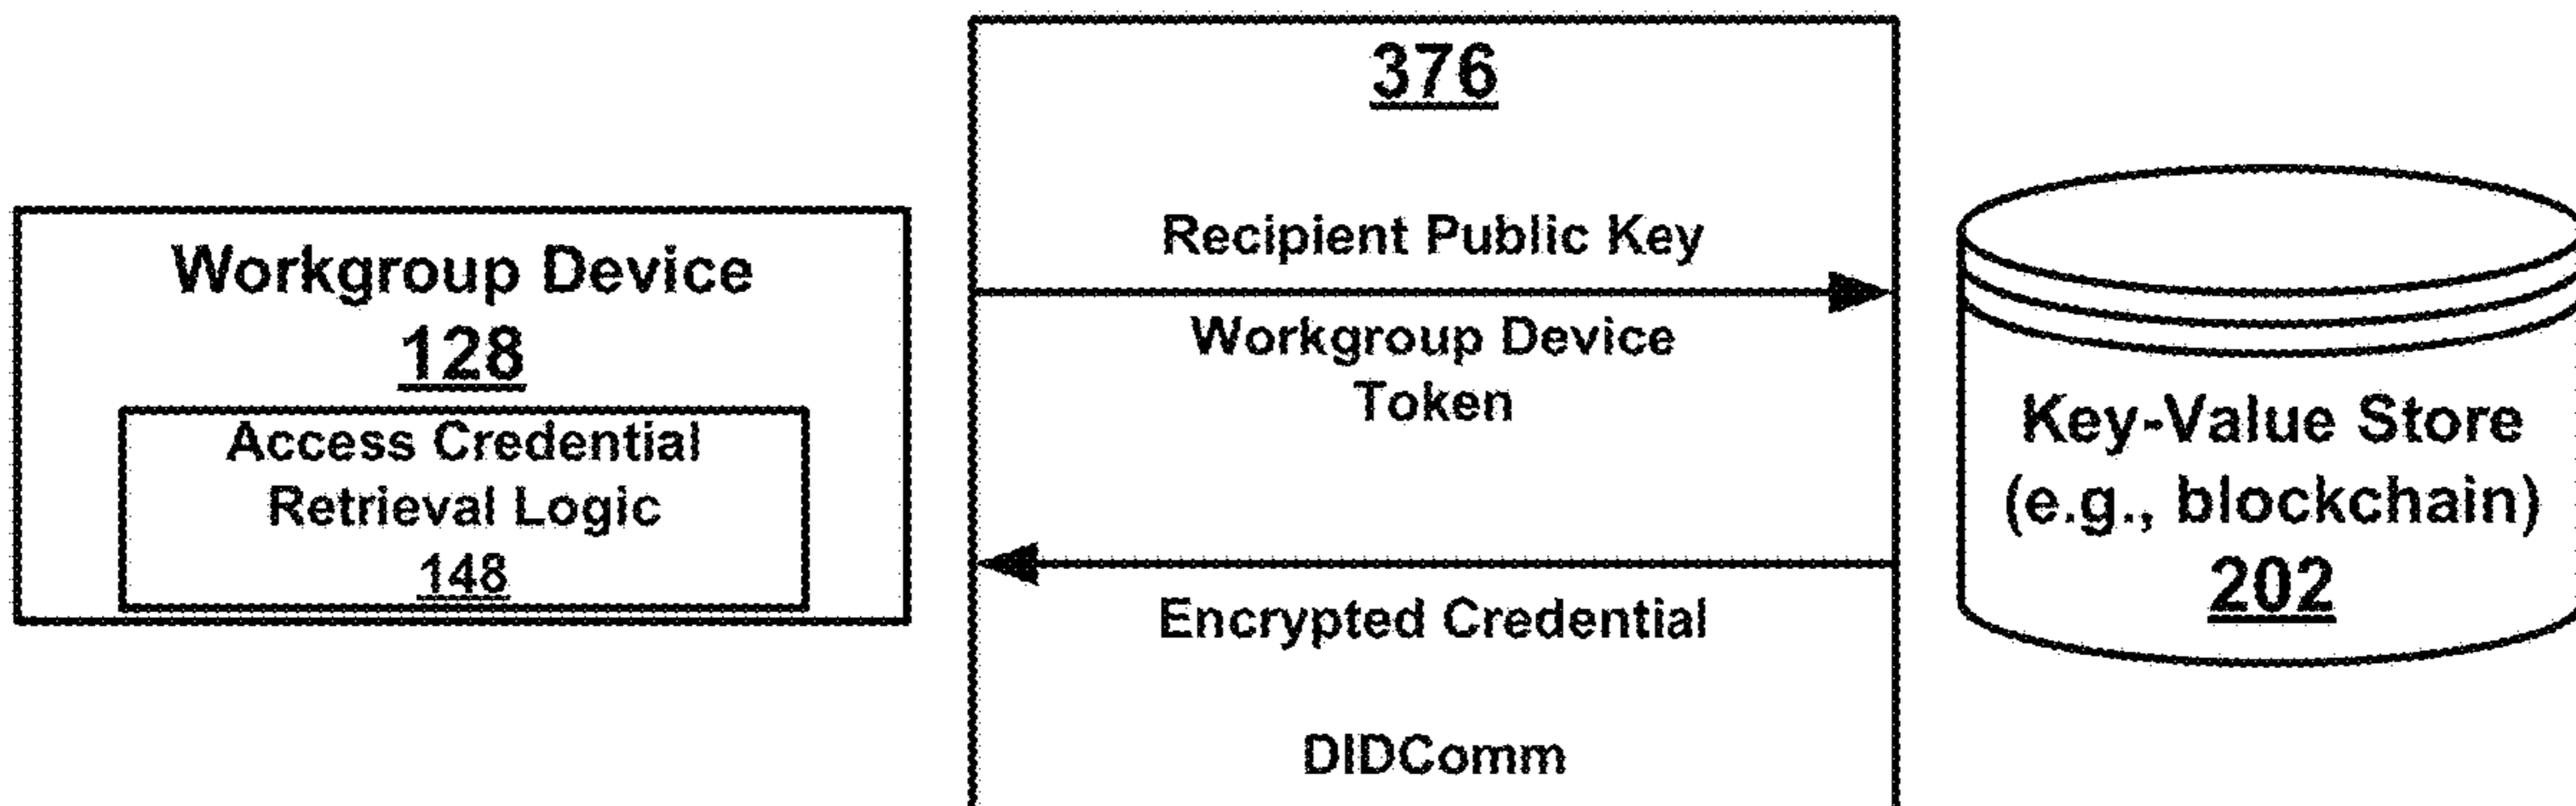 Workgroup Device
128
Access Credential
Retrieval Logic
148
376
Recipient Public Key
Workgroup Device
Token
Encrypted Credential
DIDComm
Key-Value Store
(e.g., blockchain)
202